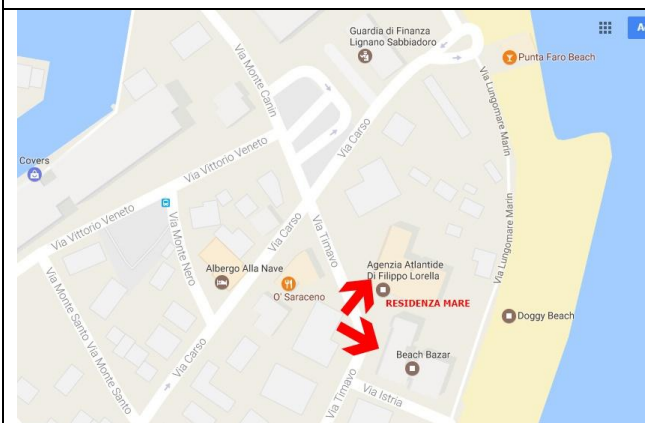 Guardia di Finanza
Lignano Sabbiadoro
Punta Faro Beach
Via Monte Canin
Via Lungomare Marin
Covers
Via Vittorio Veneto
Via Carso
Via Vittorio Veneto
Via Monte Nero
Via Carso
Via Timavo
Via Lungomare Marin
Albergo Alla Nave
Agenzia Atlantide
Di Filippo Lorella
O' Saraceno
RESIDENZA MARE
Doggy Beach
Via Monte Santo
Via Monte Santo
Via Carso
Beach Bazar
Via Timavo
Via Istria